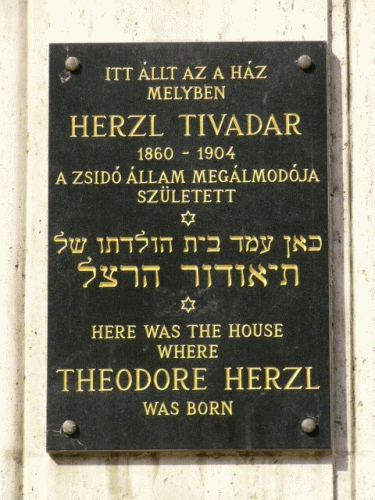 ITT ÁLLT AZ A HÁZ
MELYBEN
HERZL TIVADAR
1860 - 1904
A ZSIDÓ ÁLLAM MEGÁLMODÓJA
SZÜLETETT
כאן עמד בית הולדתו של
תיאודור הרצל
HERE WAS THE HOUSE
WHERE
THEODORE HERZL
WAS BORN